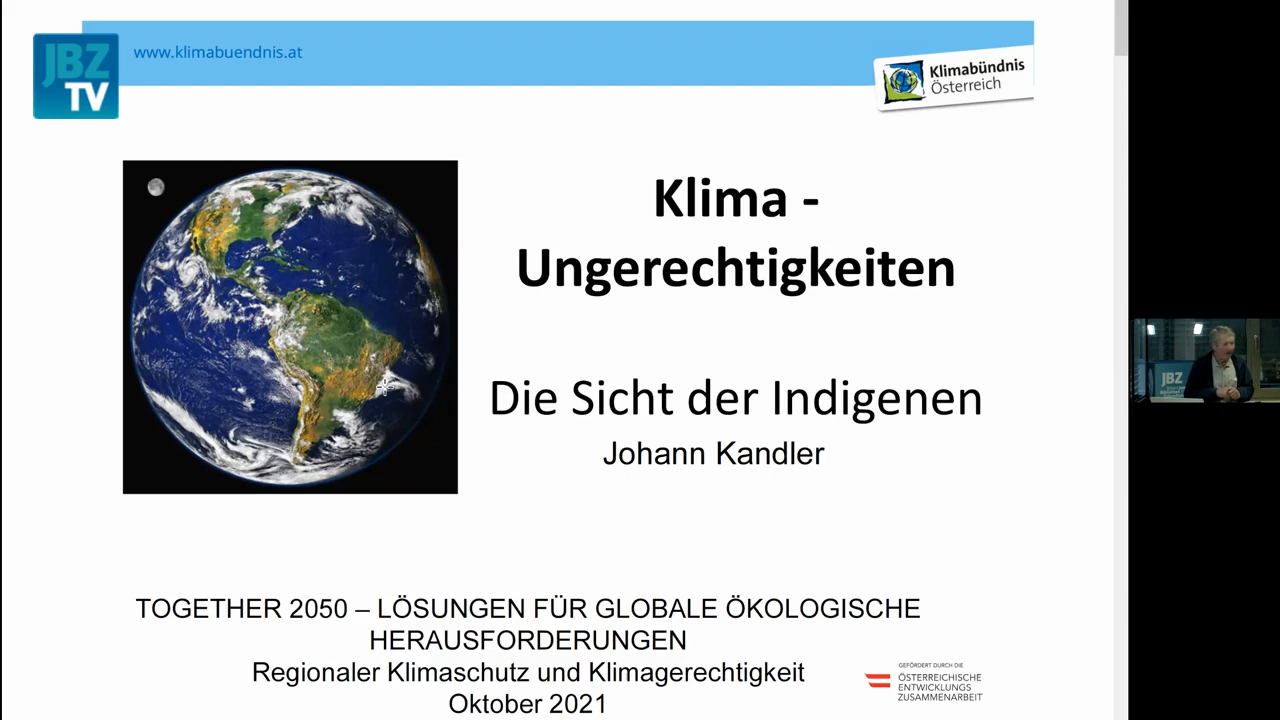 JBZ
TV
www.klimabuendnis.at
Klimabündnis
Österreich
Klima -
Ungerechtigkeiten
Die Sicht der Indigenen
Johann Kandler
JBZ
TOGETHER 2050 – LÖSUNGEN FÜR GLOBALE ÖKOLOGISCHE
HERAUSFORDERUNGEN
Regionaler Klimaschutz und Klimagerechtigkeit
Oktober 2021
GEFÖRDERT DURCH DIE
ÖSTERREICHISCHE
ENTWICKLUNGS
ZUSAMMENARBEIT